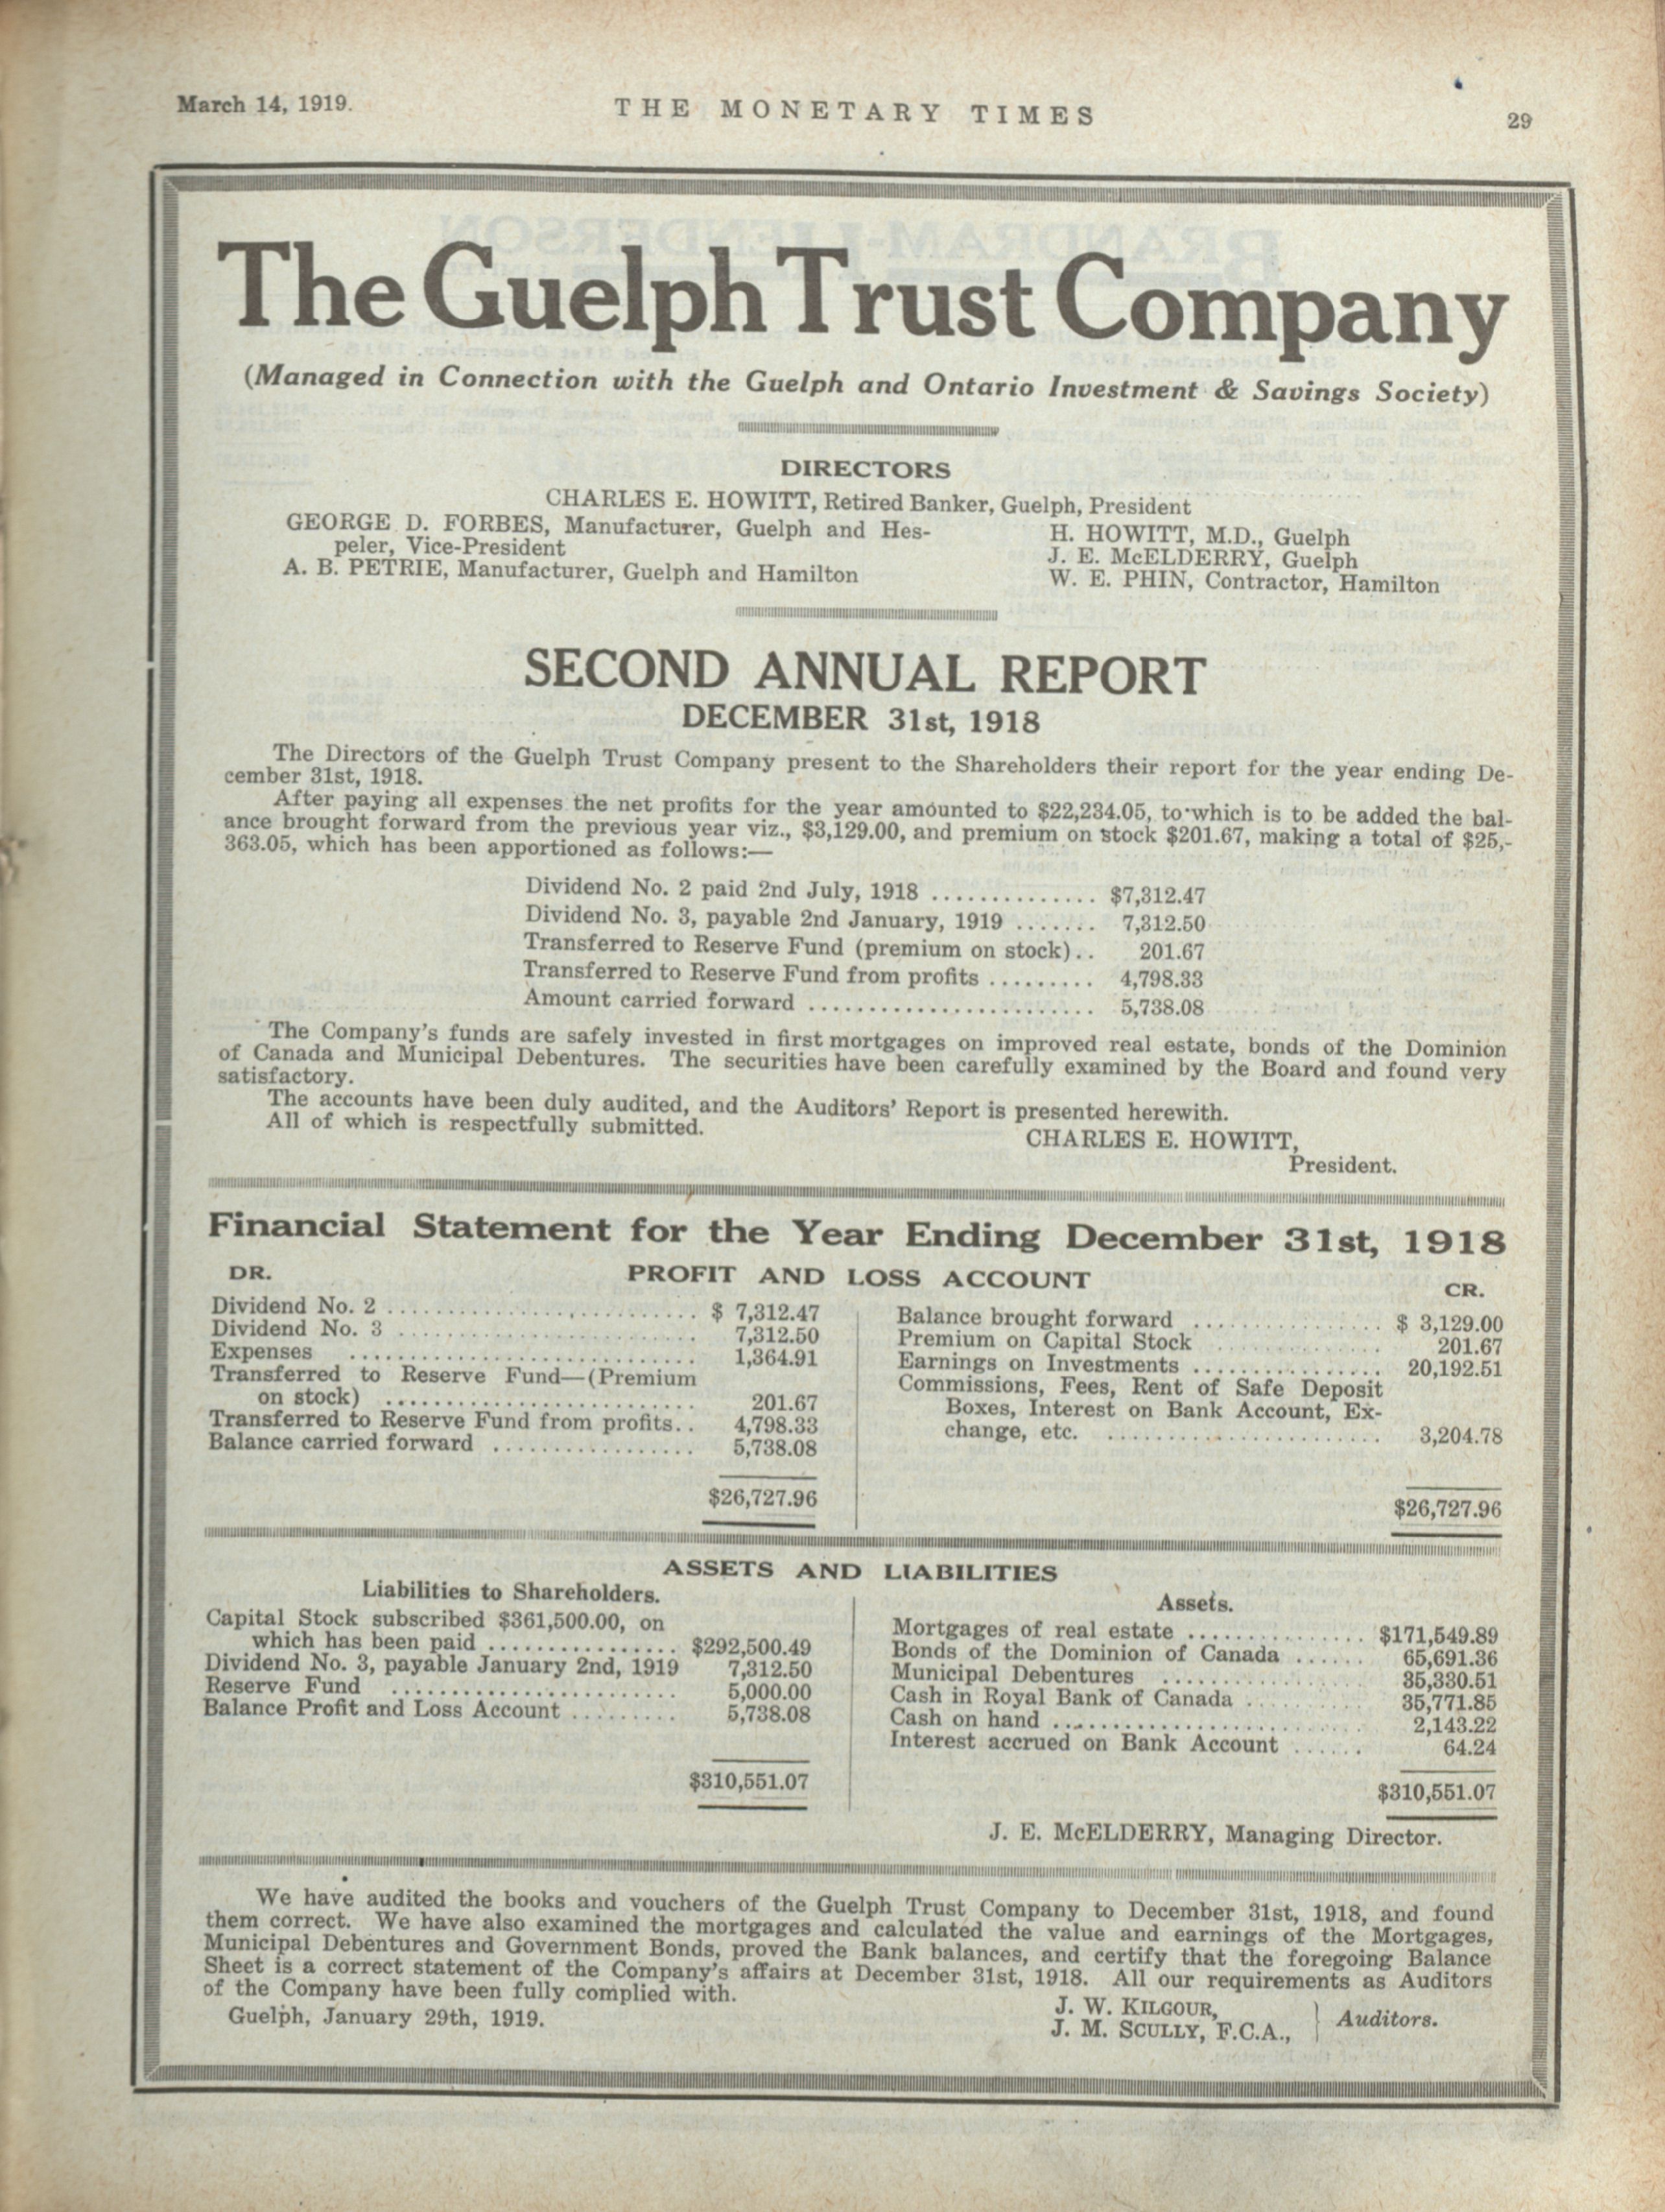 March 14, 1919.
THE MONETARY TIMES
29
The Guelph Trust Company
(Managed in Connection with the Guelph and Ontario Investment & Savings Society)
DIRECTORS
CHARLES E. HOWITT, Retired Banker, Guelph, President
GEORGE D. FORBES, Manufacturer, Guelph and Hes-
peler, Vice-President
A. B. PETRIE, Manufacturer, Guelph and Hamilton
H. HOWITT, M.D., Guelph
J. E. McELDERRY, Guelph
W. E. PHIN, Contractor, Hamilton
SECOND ANNUAL REPORT
DECEMBER 31st, 1918
The Directors of the Guelph Trust Company present to the Shareholders their report for the year ending De-
cember 31st, 1918.
After paying all expenses the net profits for the year amounted to $22,234.05, to which is to be added the bal-
ance brought forward from the previous year viz., $3,129.00, and premium on stock $201.67, making a total of $25,-
363.05, which has been apportioned as follows:—
Dividend No. 2 paid 2nd July, 1918 .............. $7,312.47
Dividend No. 3, payable 2nd January, 1919 ....... 7,312.50
Transferred to Reserve Fund (premium on stock).. 201.67
Transferred to Reserve Fund from profits ......... 4,798.33
Amount carried forward ........................ 5,738.08
The Company's funds are safely invested in first mortgages on improved real estate, bonds of the Dominion
of Canada and Municipal Debentures. The securities have been carefully examined by the Board and found very
satisfactory.
The accounts have been duly audited, and the Auditors' Report is presented herewith.
All of which is respectfully submitted.
CHARLES E. HOWITT,
President.
Financial Statement for the Year Ending December 31st, 1918
PROFIT AND LOSS ACCOUNT
DR.
Dividend No. 2 .......................... $ 7,312.47
Dividend No. 3 ......................... 7,312.50
Expenses ............................. 1,364.91
Transferred to Reserve Fund—(Premium
on stock) .......................... 201.67
Transferred to Reserve Fund from profits.. 4,798.33
Balance carried forward ................. 5,738.08
$26,727.96
CR.
Balance brought forward ................ $ 3,129.00
Premium on Capital Stock .............. 201.67
Earnings on Investments ................ 20,192.51
Commissions, Fees, Rent of Safe Deposit
Boxes, Interest on Bank Account, Ex-
change, etc. ....................... 3,204.78
$26,727.96
ASSETS AND LIABILITIES
Liabilities to Shareholders.
Capital Stock subscribed $361,500.00, on
which has been paid ................ $292,500.49
Dividend No. 3, payable January 2nd, 1919 7,312.50
Reserve Fund ........................ 5,000.00
Balance Profit and Loss Account ......... 5,738.08
$310,551.07
Assets.
Mortgages of real estate ............... $171,549.89
Bonds of the Dominion of Canada ...... 65,691.36
Municipal Debentures ................. 35,330.51
Cash in Royal Bank of Canada .......... 35,771.85
Cash on hand .......................... 2,143.22
Interest accrued on Bank Account ...... 64.24
$310,551.07
J. E. McELDERRY, Managing Director.
We have audited the books and vouchers of the Guelph Trust Company to December 31st, 1918, and found
them correct. We have also examined the mortgages and calculated the value and earnings of the Mortgages,
Municipal Debentures and Government Bonds, proved the Bank balances, and certify that the foregoing Balance
Sheet is a correct statement of the Company's affairs at December 31st, 1918. All our requirements as Auditors
of the Company have been fully complied with.
Guelph, January 29th, 1919.
J. W. KILGOUR,
J. M. SCULLY, F.C.A.,
Auditors.